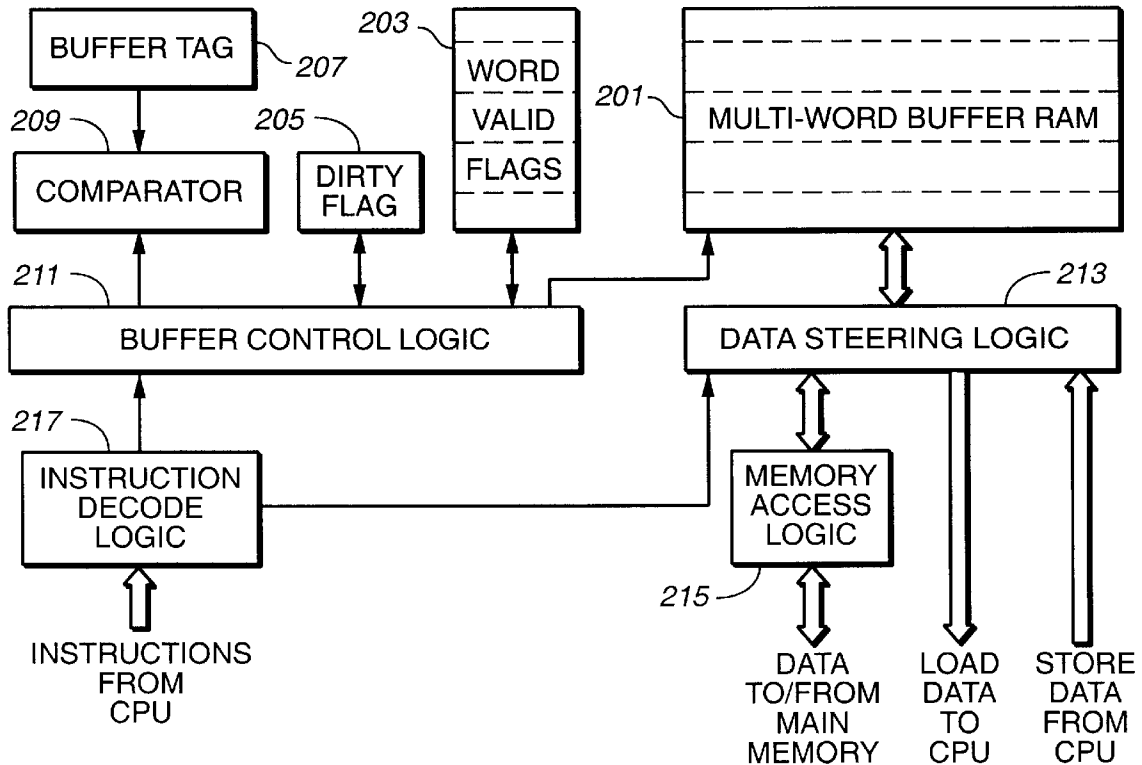 BUFFER TAG
207
209
COMPARATOR
205
DIRTY
FLAG
203
WORD
VALID
FLAGS
201
MULTI-WORD BUFFER RAM
211
BUFFER CONTROL LOGIC
213
DATA STEERING LOGIC
217
INSTRUCTION
DECODE
LOGIC
MEMORY
ACCESS
LOGIC
215
INSTRUCTIONS
FROM
CPU
DATA
TO/FROM
MAIN
MEMORY
LOAD
DATA
TO
CPU
STORE
DATA
FROM
CPU